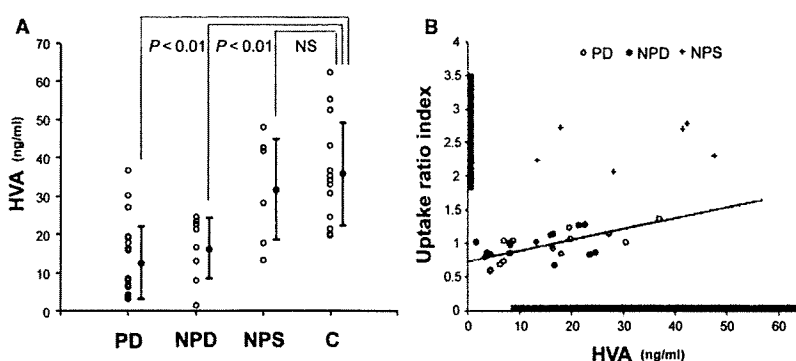 A
P < 0.01
P < 0.01
NS
HVA (ng/ml)
70
60
50
40
30
20
10
0
PD NPD NPS C
B
PD NPD NPS
Uptake ratio index
4
3.5
3
2.5
2
1.5
1
0.5
0
0 10 20 30 40 50 60
HVA (ng/ml)